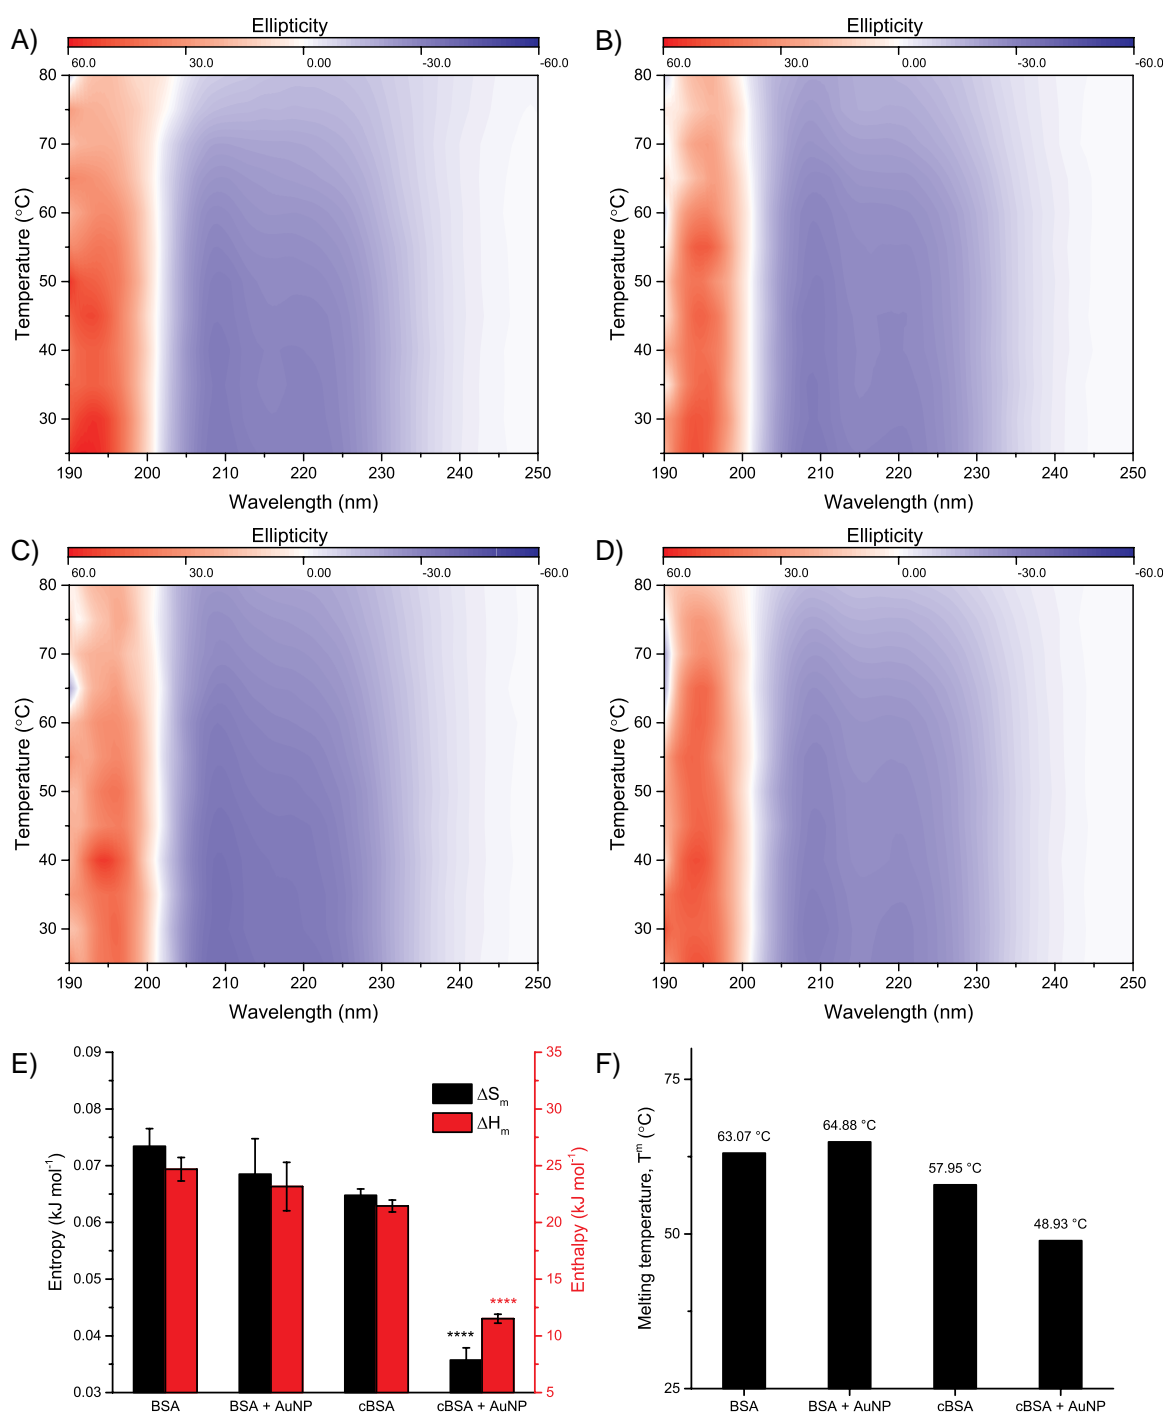 A)
Ellipticity
60.0 30.0 0.00 -30.0 -60.0
80
70
60
50
40
30
Temperature (°C)
190 200 210 220 230 240 250
Wavelength (nm)
B)
Ellipticity
60.0 30.0 0.00 -30.0 -60.0
80
70
60
50
40
30
Temperature (°C)
190 200 210 220 230 240 250
Wavelength (nm)
C)
Ellipticity
60.0 30.0 0.00 -30.0 -60.0
80
70
60
50
40
30
Temperature (°C)
190 200 210 220 230 240 250
Wavelength (nm)
D)
Ellipticity
60.0 30.0 0.00 -30.0 -60.0
80
70
60
50
40
30
Temperature (°C)
190 200 210 220 230 240 250
Wavelength (nm)
E)
0.09
0.08
0.07
0.06
0.05
0.04
0.03
Entropy (kJ mol⁻¹)
ΔSₘ
ΔHₘ
****
****
35
30
25
20
15
10
5
Enthalpy (kJ mol⁻¹)
BSA BSA + AuNP cBSA cBSA + AuNP
F)
75
50
25
Melting temperature, Tᵐ (°C)
63.07 °C
64.88 °C
57.95 °C
48.93 °C
BSA BSA + AuNP cBSA cBSA + AuNP